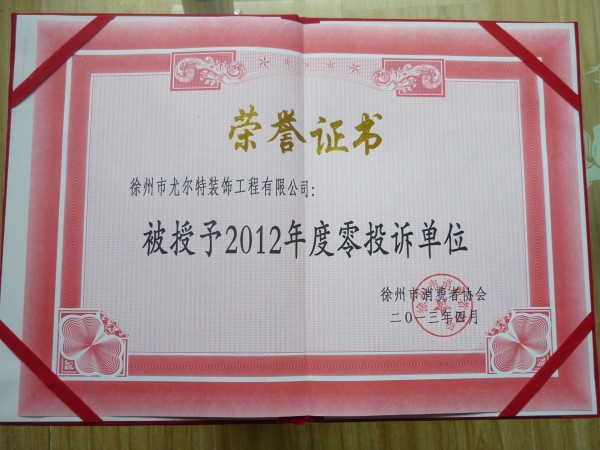 荣誉证书
徐州市尤尔特装饰工程有限公司：
被授予2012年度零投诉单位
徐州市消费者协会
二〇一三年四月